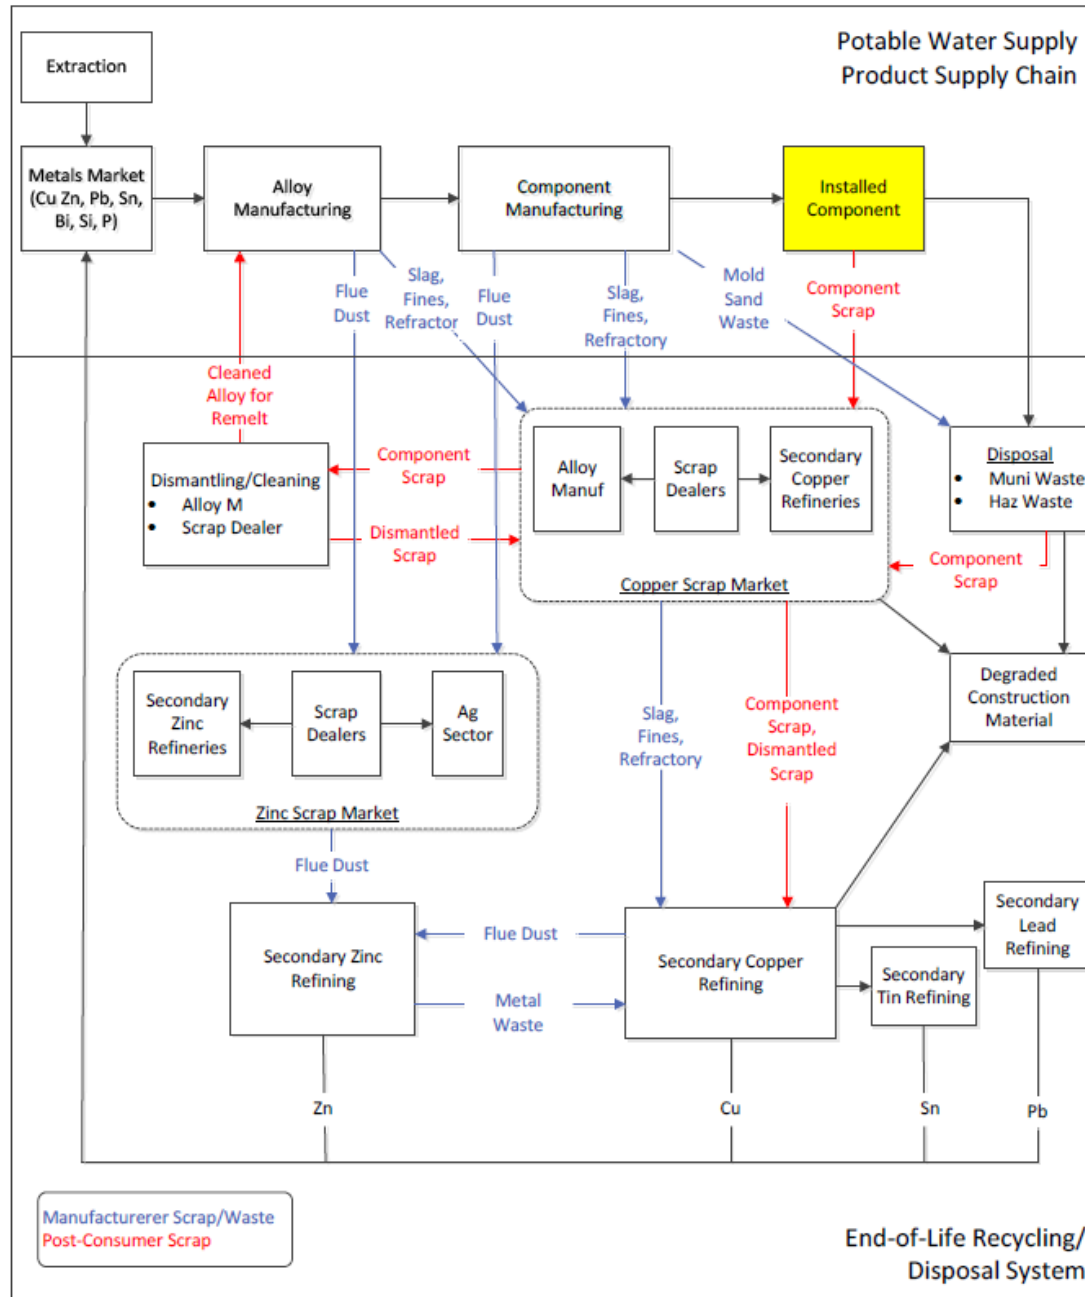 Potable Water Supply
Product Supply Chain
Extraction
Metals Market
(Cu Zn, Pb, Sn,
Bi, Si, P)
Alloy
Manufacturing
Component
Manufacturing
Installed
Component
Flue
Dust
Slag,
Fines,
Refractor
Flue
Dust
Slag,
Fines,
Refractory
Mold
Sand
Waste
Component
Scrap
Cleaned
Alloy for
Remelt
Dismantling/Cleaning
• Alloy M
• Scrap Dealer
Component
Scrap
Dismantled
Scrap
Alloy
Manuf
Scrap
Dealers
Secondary
Copper
Refineries
Copper Scrap Market
Disposal
• Muni Waste
• Haz Waste
Component
Scrap
Secondary
Zinc
Refineries
Scrap
Dealers
Ag
Sector
Zinc Scrap Market
Slag,
Fines,
Refractory
Component
Scrap,
Dismantled
Scrap
Degraded
Construction
Material
Flue Dust
Secondary Zinc
Refining
Flue Dust
Metal
Waste
Secondary Copper
Refining
Secondary
Tin Refining
Secondary
Lead
Refining
Zn
Cu
Sn
Pb
Manufacturerer Scrap/Waste
Post-Consumer Scrap
End-of-Life Recycling/
Disposal System